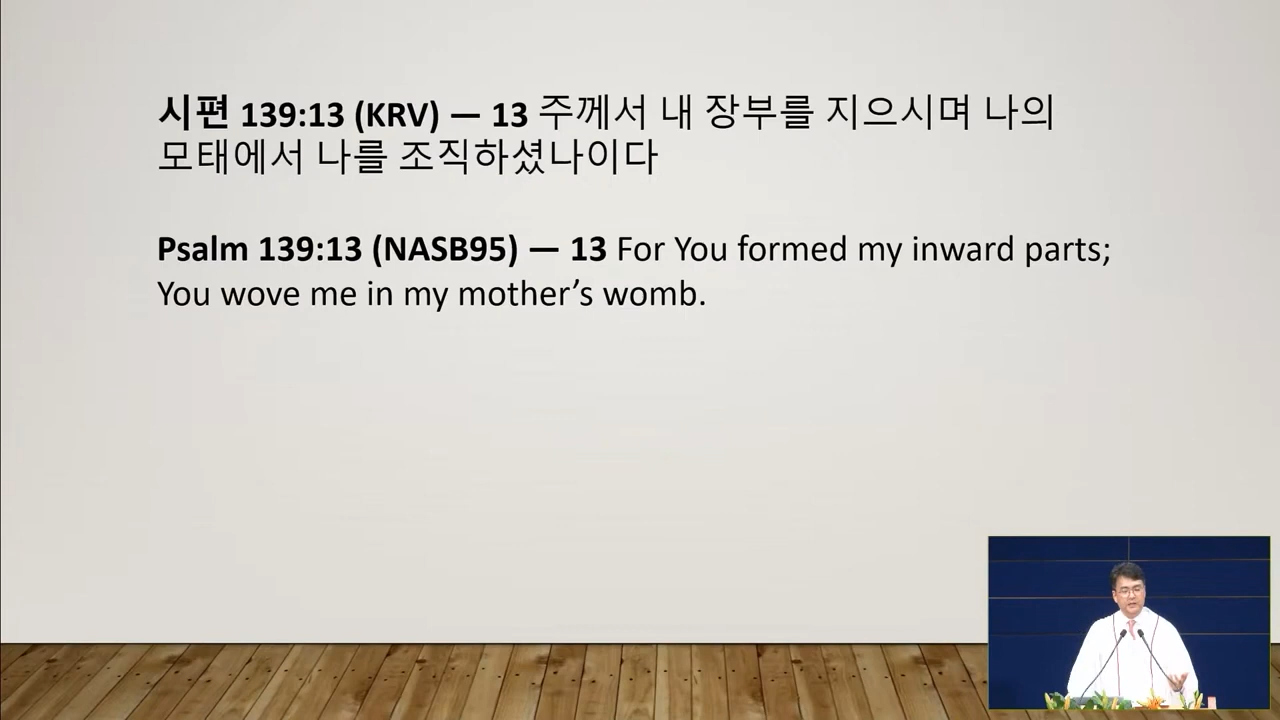 시편 139:13 (KRV) — 13 주께서 내 장부를 지으시며 나의
모태에서 나를 조직하셨나이다
Psalm 139:13 (NASB95) — 13 For You formed my inward parts;
You wove me in my mother’s womb.